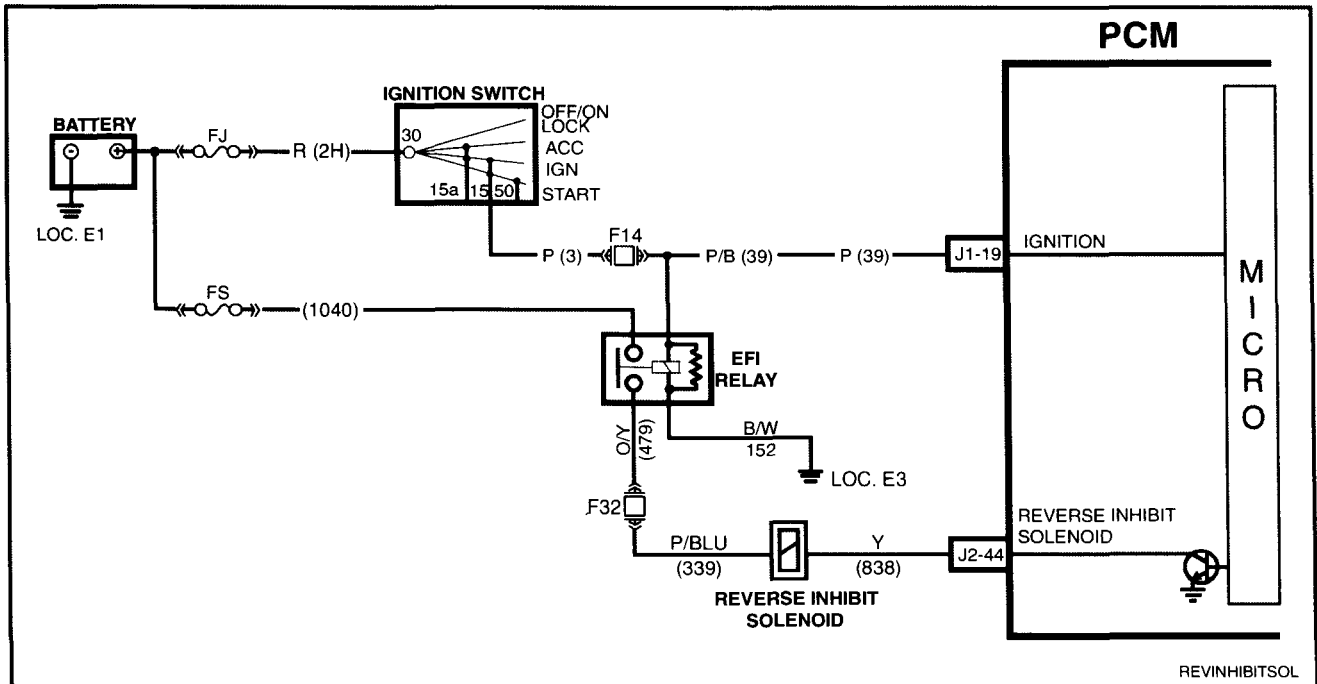 PCM
IGNITION SWITCH
OFF/ON
LOCK
ACC
IGN
START
30
15a 15 50
BATTERY
FJ
R (2H)
LOC. E1
P (3)
F14
P/B (39)
P (39)
J1-19
IGNITION
FS
(1040)
EFI
RELAY
MICRO
O/Y
(479)
B/W
152
LOC. E3
F32
P/BLU
(339)
Y
(838)
J2-44
REVERSE INHIBIT
SOLENOID
REVERSE INHIBIT
SOLENOID
REVINHIBITSOL